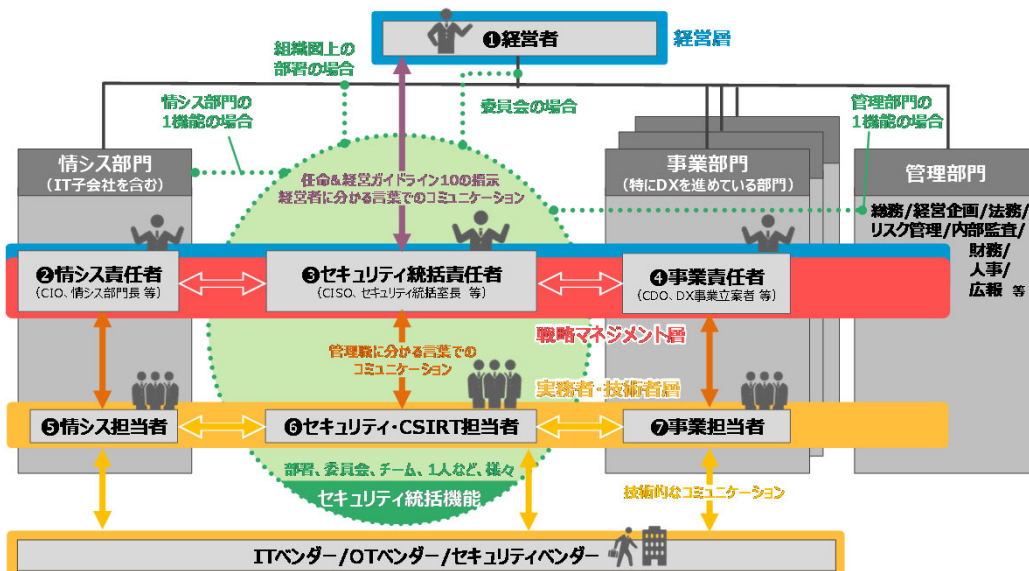 ❶経営者
経営層
組織図上の
部署の場合
委員会の場合
情シス部門の
1機能の場合
管理部門の
1機能の場合
情シス部門
（IT子会社を含む）
任命&経営ガイドライン10の指示
経営者に分かる言葉でのコミュニケーション
事業部門
（特にDXを進めている部門）
管理部門
総務/経営企画/法務/
リスク管理/内部監査/
財務/
人事/
広報 等
❷情シス責任者
（CIO、情シス部門長 等）
❸セキュリティ統括責任者
（CISO、セキュリティ統括室長 等）
❹事業責任者
（CDO、DX事業立案者 等）
戦略マネジメント層
管理職に分かる言葉での
コミュニケーション
実務者・技術者層
❺情シス担当者
❻セキュリティ・CSIRT担当者
❼事業担当者
部署、委員会、チーム、1人など、様々
セキュリティ統括機能
技術的なコミュニケーション
ITベンダー/OTベンダー/セキュリティベンダー